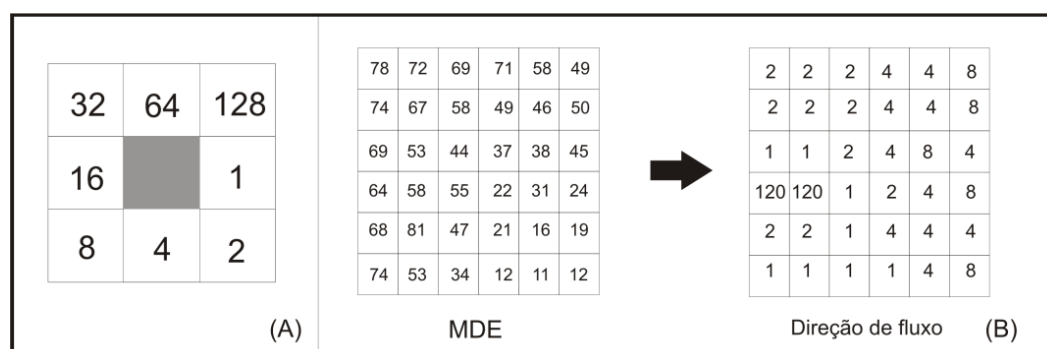 32 64 128
16 1
8 4 2
(A)
78 72 69 71 58 49
74 67 58 49 46 50
69 53 44 37 38 45
64 58 55 22 31 24
68 81 47 21 16 19
74 53 34 12 11 12
MDE
2 2 2 4 4 8
2 2 2 4 4 8
1 1 2 4 8 4
120 120 1 2 4 8
2 2 1 4 4 4
1 1 1 1 4 8
Direção de fluxo (B)